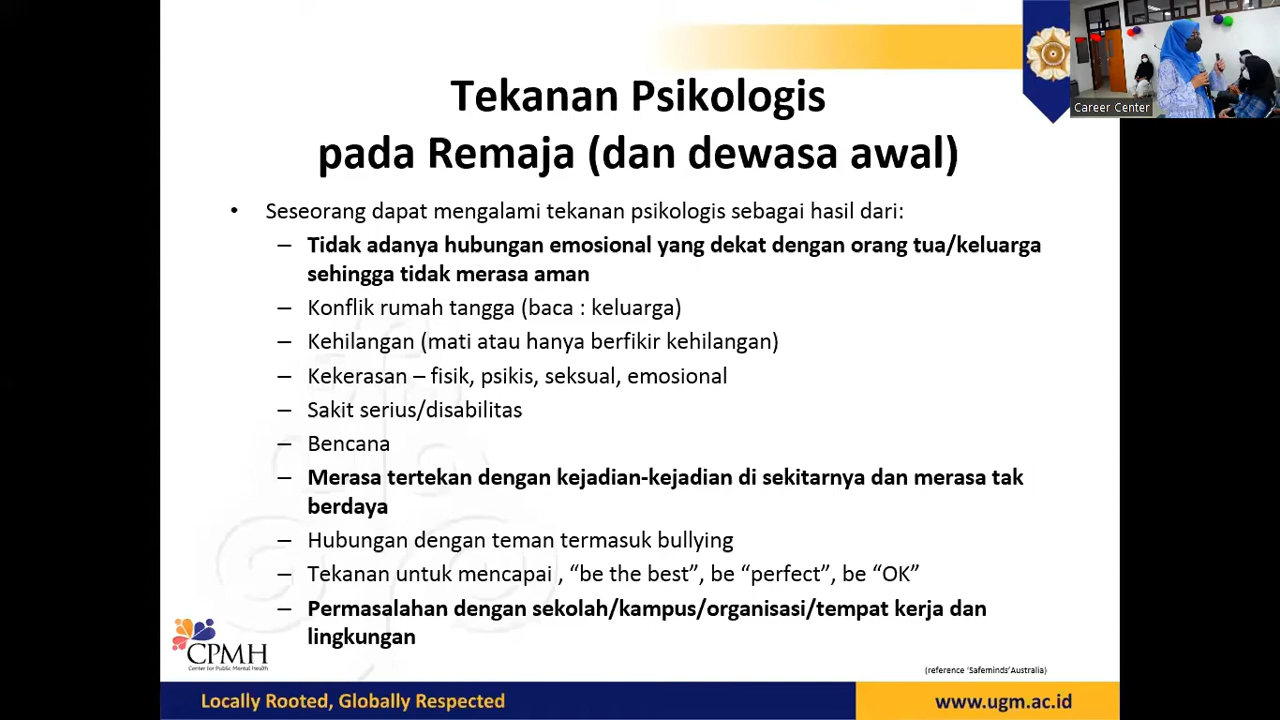 Career Center
Tekanan Psikologis
pada Remaja (dan dewasa awal)
• Seseorang dapat mengalami tekanan psikologis sebagai hasil dari:
– Tidak adanya hubungan emosional yang dekat dengan orang tua/keluarga
sehingga tidak merasa aman
– Konflik rumah tangga (baca : keluarga)
– Kehilangan (mati atau hanya berfikir kehilangan)
– Kekerasan – fisik, psikis, seksual, emosional
– Sakit serius/disabilitas
– Bencana
– Merasa tertekan dengan kejadian-kejadian di sekitarnya dan merasa tak
berdaya
– Hubungan dengan teman termasuk bullying
– Tekanan untuk mencapai , “be the best”, be “perfect”, be “OK”
– Permasalahan dengan sekolah/kampus/organisasi/tempat kerja dan
lingkungan
CPMH
Center for Public Mental Health
(reference ‘Safeminds’Australia)
Locally Rooted, Globally Respected
www.ugm.ac.id